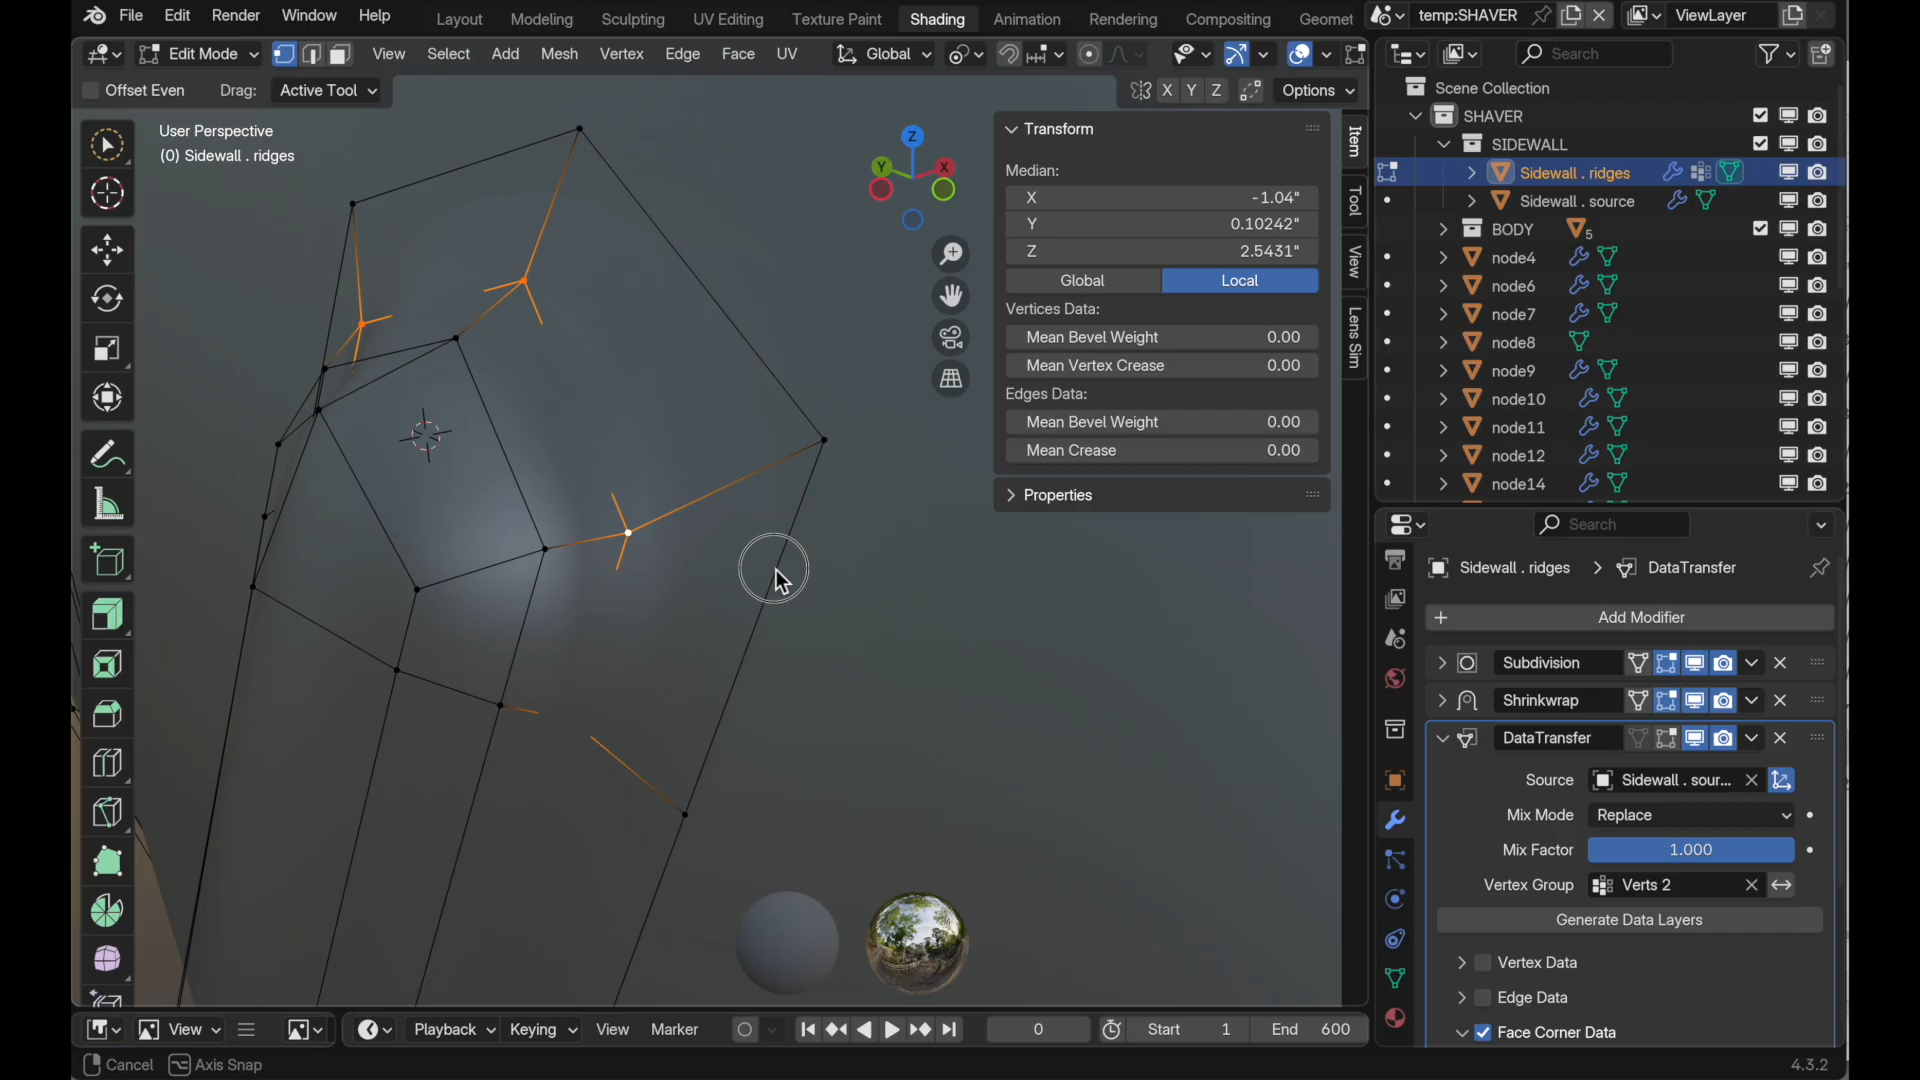 File Edit Render Window Help Layout Modeling Sculpting UV Editing Texture Paint Shading Animation Rendering Compositing Geomet temp:SHAVER ViewLayer
Edit Mode View Select Add Mesh Vertex Edge Face UV Global Search
Offset Even Drag: Active Tool X Y Z Options
User Perspective
(0) Sidewall . ridges
Z
Y
X
Transform
Median:
X -1.04"
Y 0.10242"
Z 2.5431"
Global Local
Vertices Data:
Mean Bevel Weight 0.00
Mean Vertex Crease 0.00
Edges Data:
Mean Bevel Weight 0.00
Mean Crease 0.00
Properties
Item
Tool
View
Lens Sim
Scene Collection
SHAVER
SIDEWALL
Sidewall . ridges
Sidewall . source
BODY 5
node4
node6
node7
node8
node9
node10
node11
node12
node14
Search
Sidewall . ridges DataTransfer
Add Modifier
Subdivision
Shrinkwrap
DataTransfer
Source Sidewall . sour...
Mix Mode Replace
Mix Factor 1.000
Vertex Group Verts 2
Generate Data Layers
Vertex Data
Edge Data
Face Corner Data
View Playback Keying View Marker 0 Start 1 End 600
Cancel Axis Snap 4.3.2